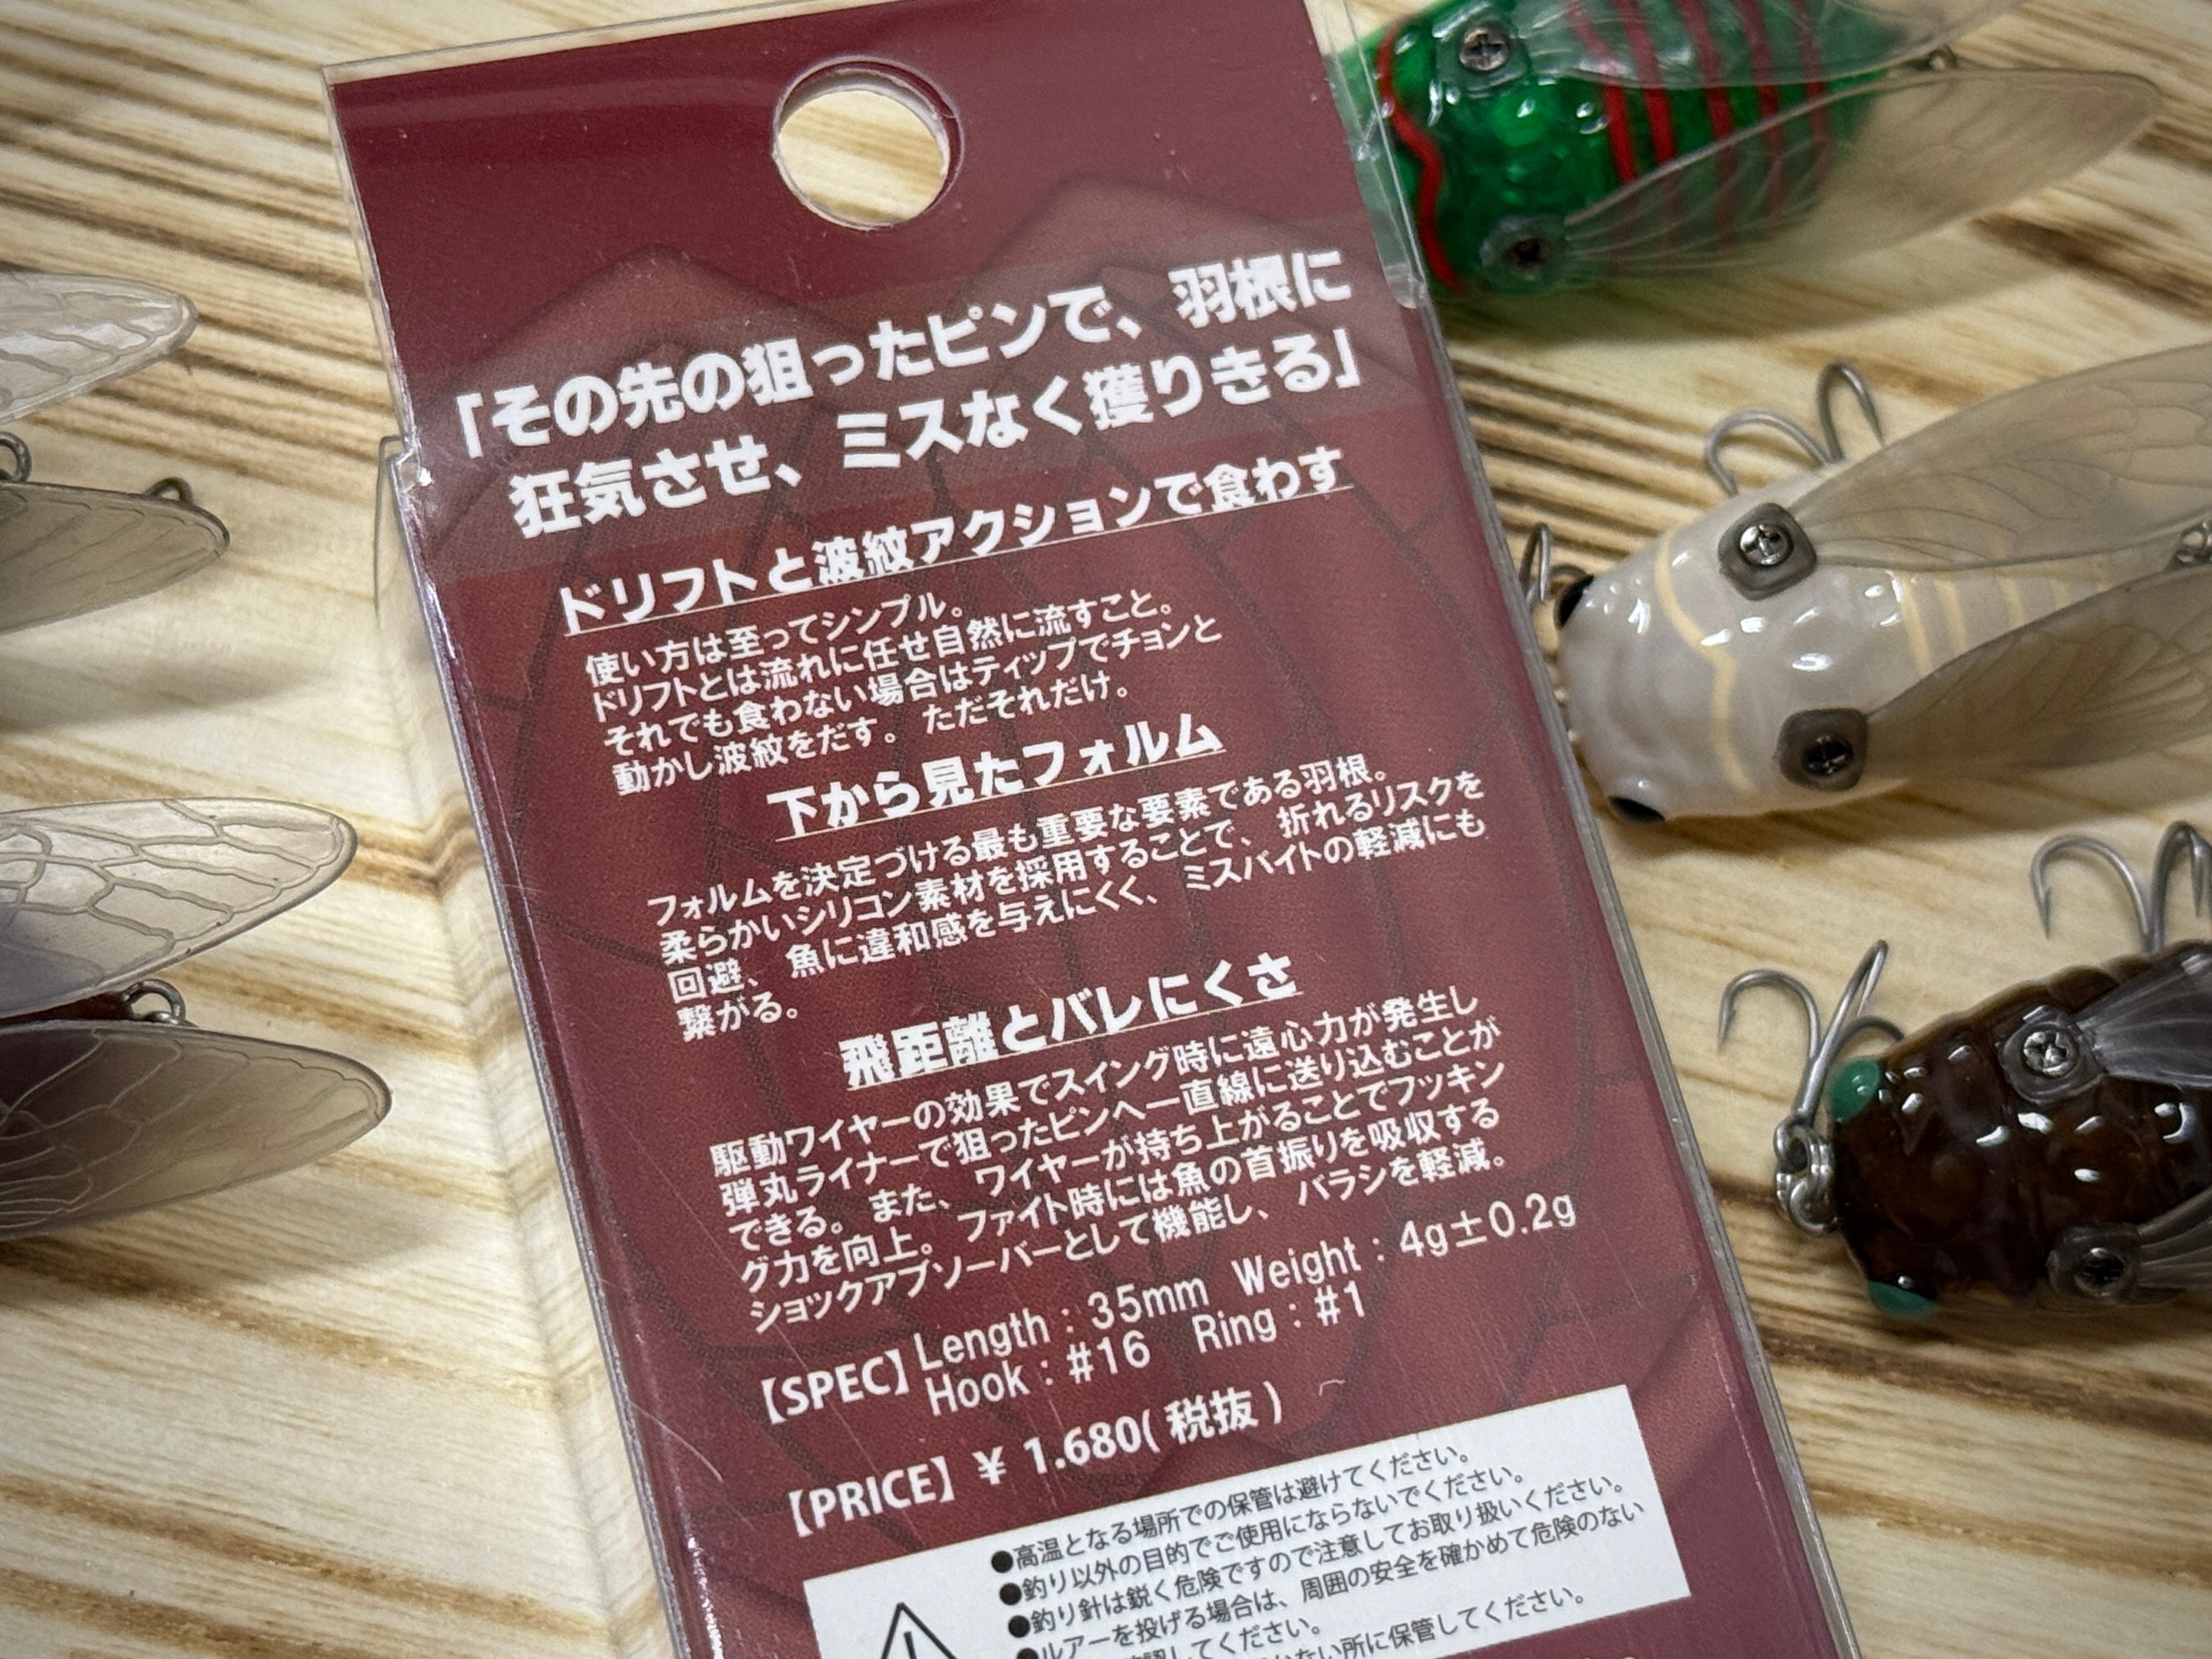 「その先の狙ったピンで、羽根に
狂気させ、ミスなく獲りきる」
ドリフトと波紋アクションで食わす
使い方は至ってシンプル。
ドリフトとは流れに任せ自然に流すこと。
それでも食わない場合はティップでチョンと
動かし波紋をだす。ただそれだけ。
下から見たフォルム
フォルムを決定づける最も重要な要素である羽根。
柔らかいシリコン素材を採用することで、折れるリスクを
回避、魚に違和感を与えにくく、ミスバイトの軽減にも
繋がる。
飛距離とバレにくさ
駆動ワイヤーの効果でスイング時に遠心力が発生し
弾丸ライナーで狙ったピンへ一直線に送り込むことが
できる。また、ワイヤーが持ち上がることでフッキン
グ力を向上。ファイト時には魚の首振りを吸収する
ショックアブソーバーとして機能し、バラシを軽減。
【SPEC】Length：35mm Weight：4g±0.2g
Hook：#16 Ring：#1
【PRICE】￥ 1.680(税抜)
●高温となる場所での保管は避けてください。
●釣り以外の目的でご使用にならないでください。
●釣り針は鋭く危険ですので注意してお取り扱いください。
●ルアーを投げる場合は、周囲の安全を確かめて危険のない
確認してください。
ない所に保管してください。